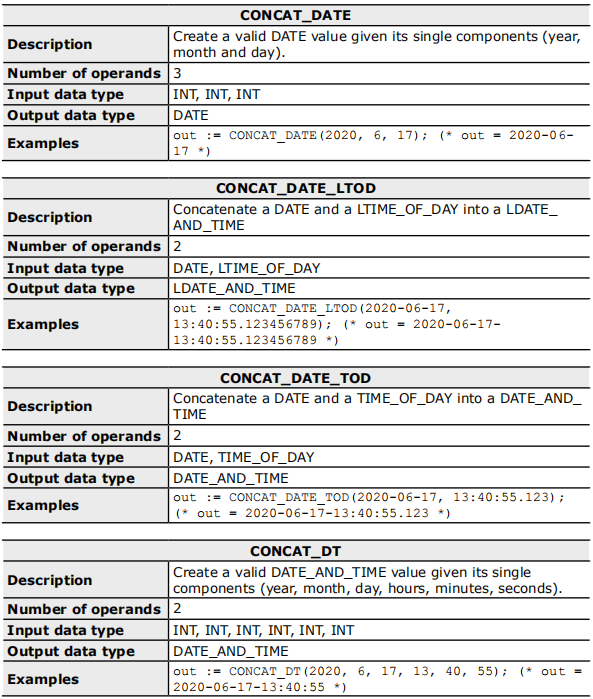 CONCAT_DATE
Description
Create a valid DATE value given its single components (year,
month and day).
Number of operands 3
Input data type INT, INT, INT
Output data type DATE
Examples
out := CONCAT_DATE(2020, 6, 17); (* out = 2020-06-
17 *)
CONCAT_DATE_LTOD
Description
Concatenate a DATE and a LTIME_OF_DAY into a LDATE_
AND_TIME
Number of operands 2
Input data type DATE, LTIME_OF_DAY
Output data type LDATE_AND_TIME
Examples
out := CONCAT_DATE_LTOD(2020-06-17,
13:40:55.123456789); (* out = 2020-06-17-
13:40:55.123456789 *)
CONCAT_DATE_TOD
Description
Concatenate a DATE and a TIME_OF_DAY into a DATE_AND_
TIME
Number of operands 2
Input data type DATE, TIME_OF_DAY
Output data type DATE_AND_TIME
Examples
out := CONCAT_DATE_TOD(2020-06-17, 13:40:55.123);
(* out = 2020-06-17-13:40:55.123 *)
CONCAT_DT
Description
Create a valid DATE_AND_TIME value given its single
components (year, month, day, hours, minutes, seconds).
Number of operands 2
Input data type INT, INT, INT, INT, INT, INT
Output data type DATE_AND_TIME
Examples
out := CONCAT_DT(2020, 6, 17, 13, 40, 55); (* out =
2020-06-17-13:40:55 *)